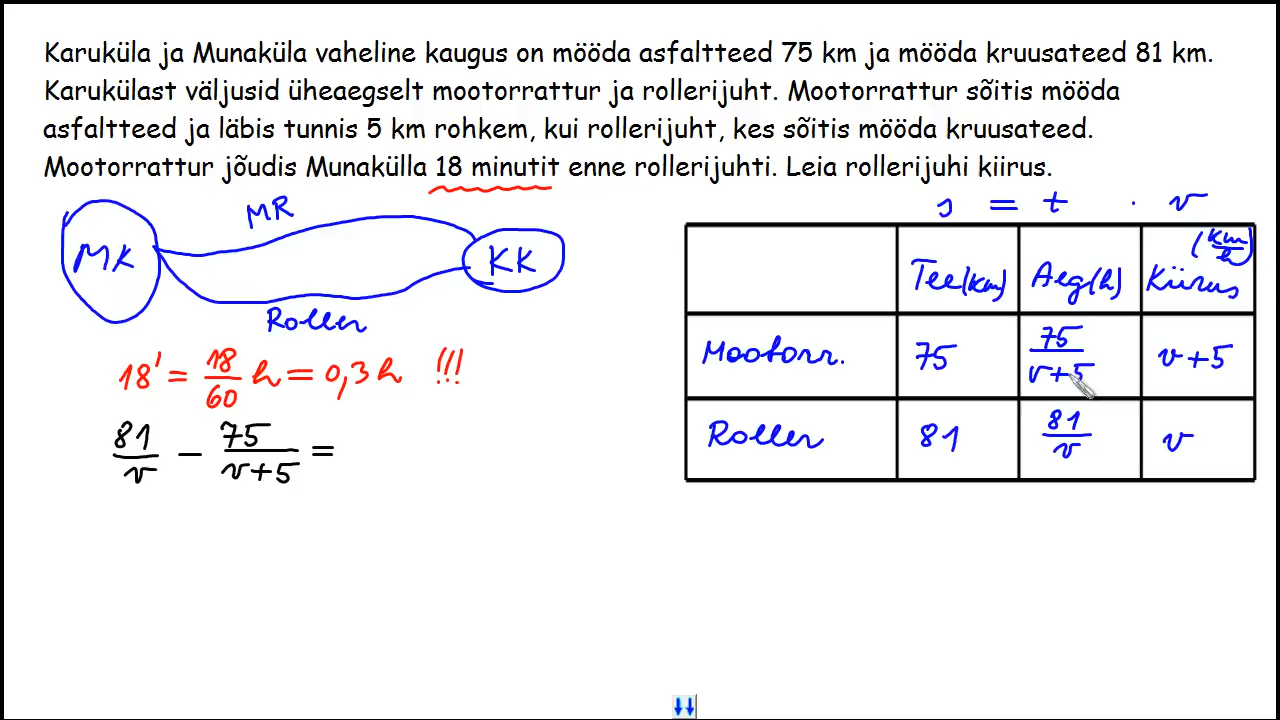 Karuküla ja Munaküla vaheline kaugus on mööda asfaltteed 75 km ja mööda kruusateed 81 km.
Karukülast väljusid üheaegselt mootorrattur ja rollerijuht. Mootorrattur sõitis mööda
asfaltteed ja läbis tunnis 5 km rohkem, kui rollerijuht, kes sõitis mööda kruusateed.
Mootorrattur jõudis Munakülla 18 minutit enne rollerijuhti. Leia rollerijuhi kiirus.
MR
MK
KK
Roller
18' = 18/60 h = 0,3 h !!!
81/v - 75/v+5 =
s = t · v
Tee(km) Aeg(h) Kiirus (km/h)
Mootorr. 75 75/v+5 v+5
Roller 81 81/v v